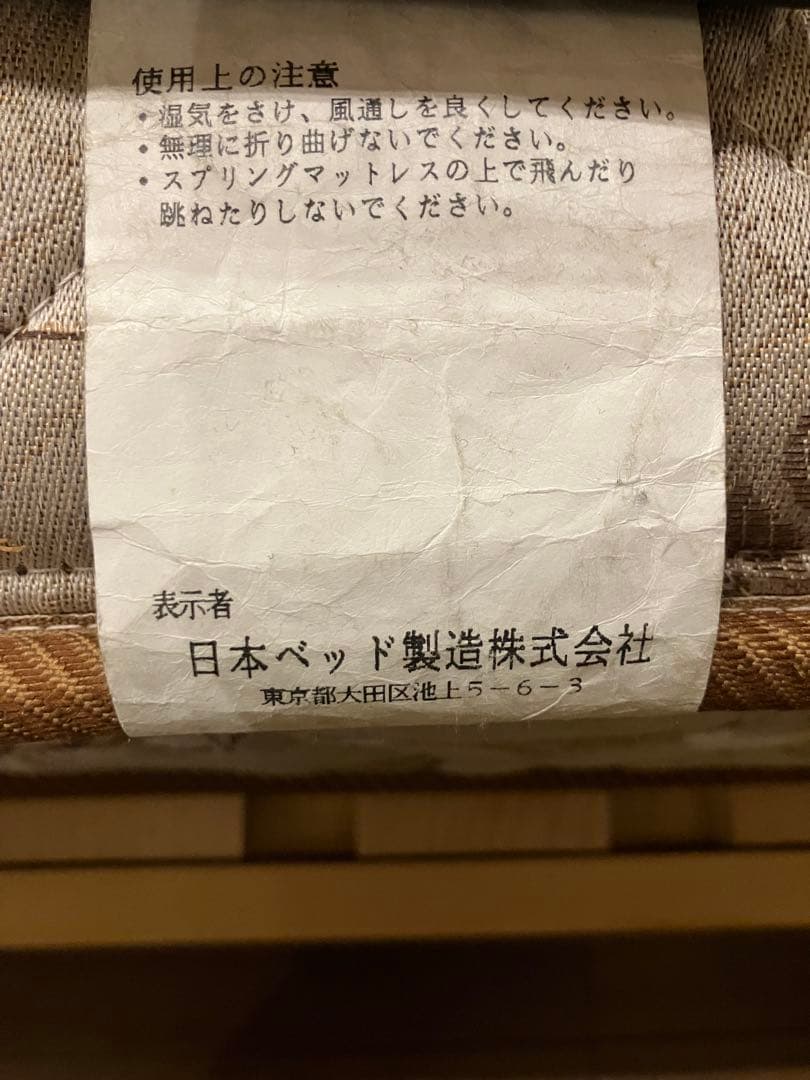 使用上の注意
・湿気をさけ、風通しを良くしてください。
・無理に折り曲げないでください。
・スプリングマットレスの上で飛んだり
跳ねたりしないでください。
表示者
日本ベッド製造株式会社
東京都大田区池上5−6−3